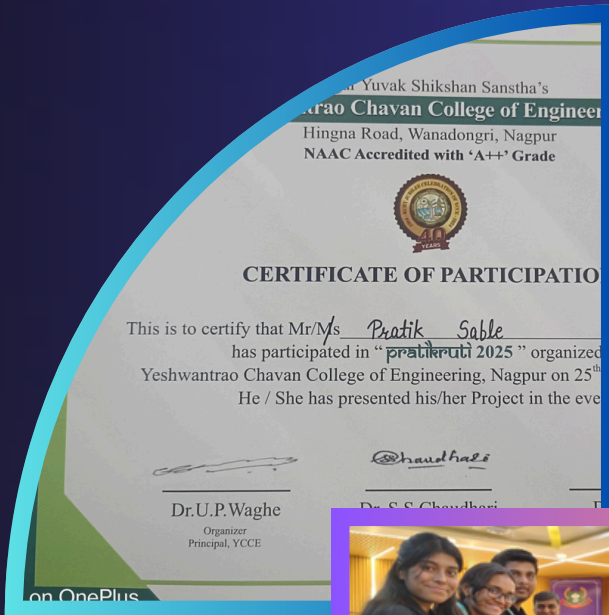 Yuvak Shikshan Sanstha's
Chavan College of Engineer
Hingna Road, Wanadongri, Nagpur
NAAC Accredited with ‘A++’ Grade
40
YEARS
CERTIFICATE OF PARTICIPATIO
This is to certify that Mr/Ms Pratik Sable
has participated in “ pratikruti 2025 ” organized
Yeshwantrao Chavan College of Engineering, Nagpur on 25th
He / She has presented his/her Project in the eve
Dr.U.P.Waghe
Dr. S.S.Chaudhari
Organizer
Principal, YCCE
on OnePlus